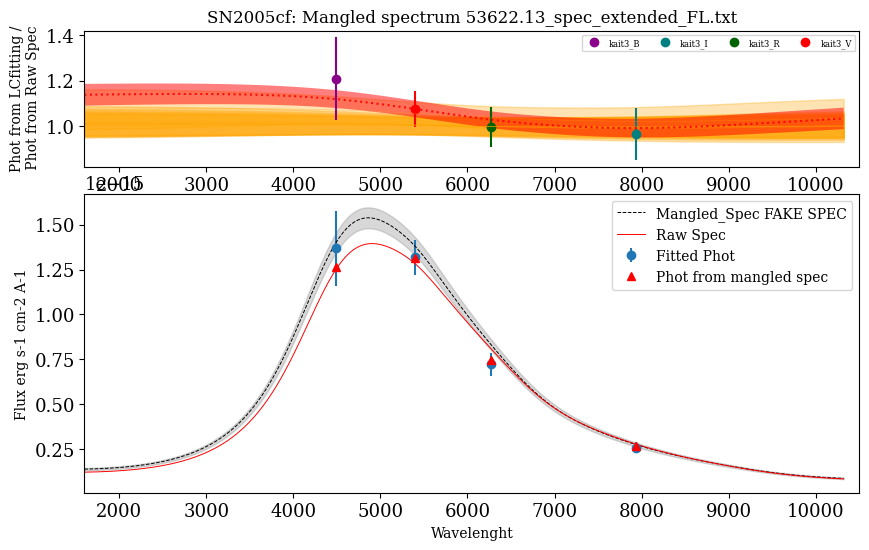 SN2005cf: Mangled spectrum 53622.13_spec_extended_FL.txt
Phot from LCfitting /
Phot from Raw Spec
1.4
1.2
1.0
kait3_B kait3_I kait3_R kait3_V
2000 3000 4000 5000 6000 7000 8000 9000 10000
1e−15
Flux erg s-1 cm-2 A-1
1.50
1.25
1.00
0.75
0.50
0.25
Mangled_Spec FAKE SPEC
Raw Spec
Fitted Phot
Phot from mangled spec
2000 3000 4000 5000 6000 7000 8000 9000 10000
Wavelenght